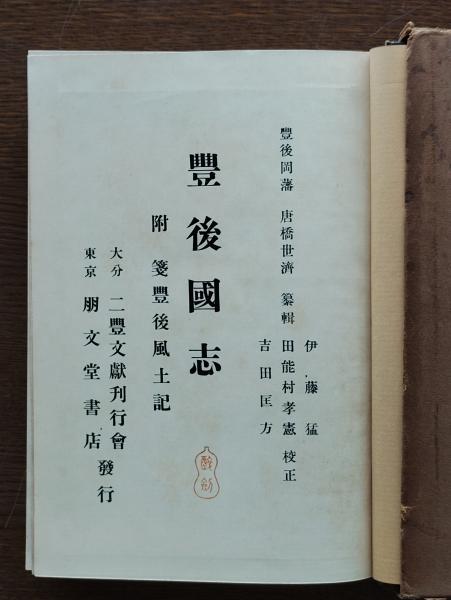 豐後岡藩 唐橋世濟 纂輯
伊藤猛
田能村孝憲 校正
吉田匡方
豐後國志
附 箋豐後風土記
大分 二豐文獻刊行會
東京 朋文堂書店
發行